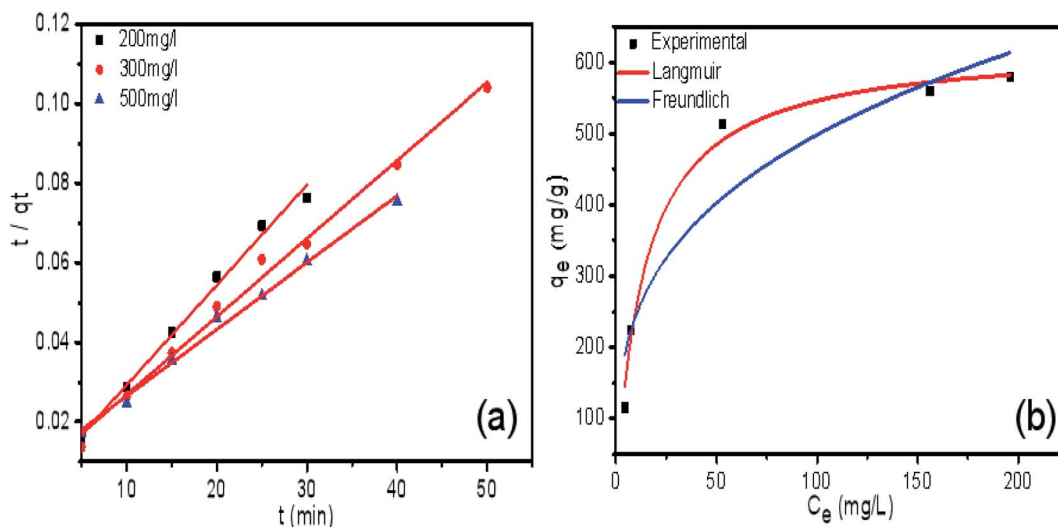 0.12
0.10
0.08
0.06
0.04
0.02
200mg/l
300mg/l
500mg/l
t / qt
10 20 30 40 50
t (min)
(a)
600
500
400
300
200
100
Experimental
Langmuir
Freundlich
q_e (mg/g)
0 50 100 150 200
C_e (mg/L)
(b)